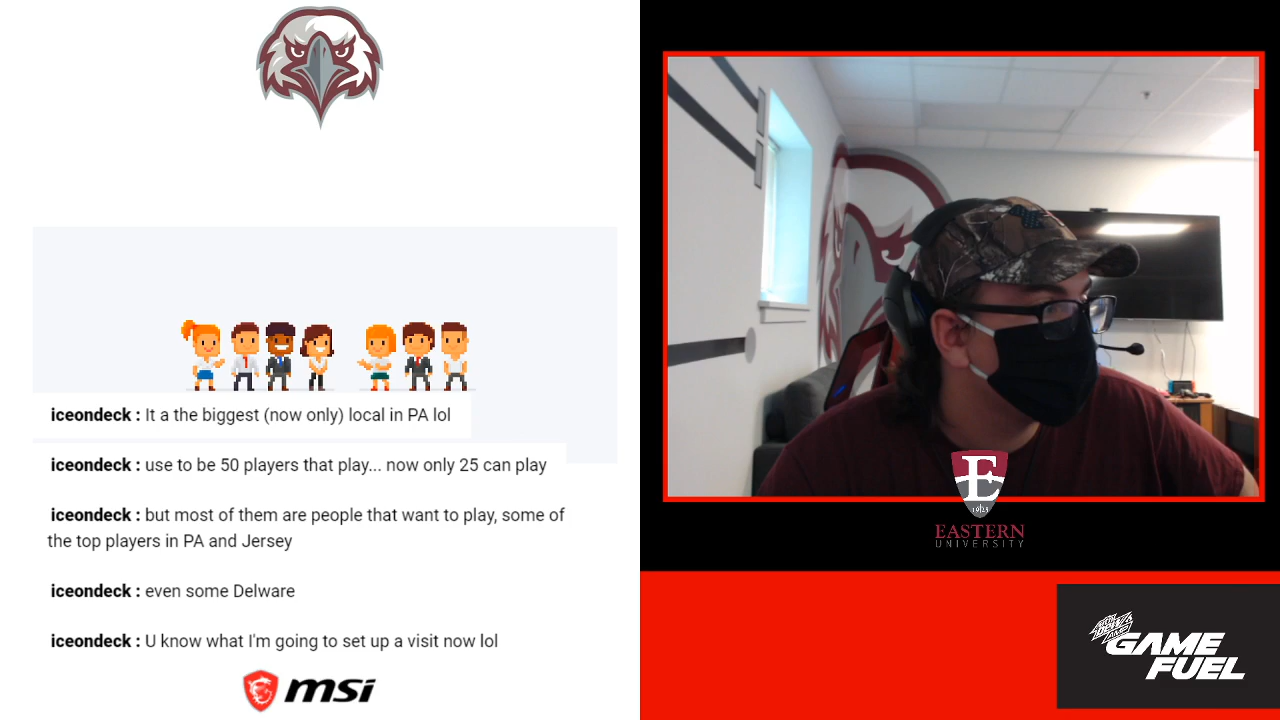 iceondeck : It a the biggest (now only) local in PA lol
iceondeck : use to be 50 players that play... now only 25 can play
iceondeck : but most of them are people that want to play, some of
the top players in PA and Jersey
iceondeck : even some Delware
iceondeck : U know what I'm going to set up a visit now lol
msi
E
EASTERN
UNIVERSITY
GAME
FUEL